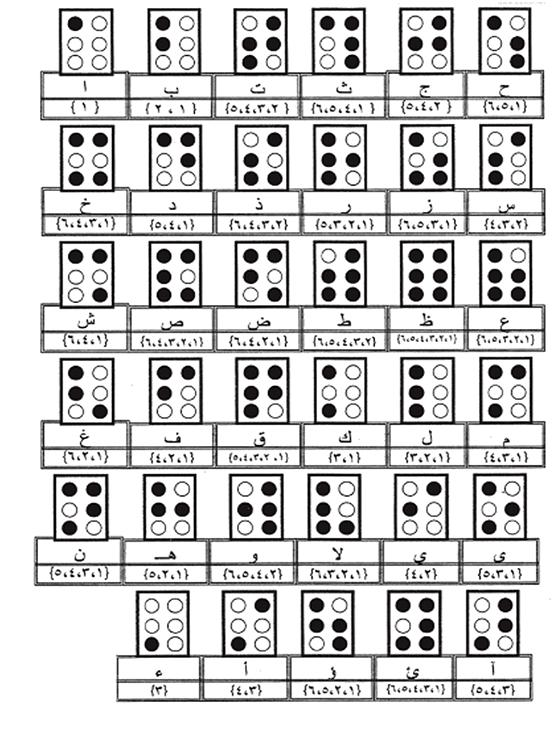 ا ب ت ث ج ح
{١} {٢،١} {٥،٤،٣،٢} {٦،٥،٤،١} {٥،٤،٢} {٦،٥،١}
خ د ذ ر ز س
{٦،٤،٣،١} {٥،٤،١} {٦،٤،٣،٢} {٥،٣،٢،١} {٦،٥،٣،١} {٤،٣،٢}
ش ص ض ط ظ ع
{٦،٤،١} {٦،٤،٣،٢،١} {٦،٤،٢،١} {٦،٥،٤،٣،٢} {٦،٥،٤،٣،٢،١} {٦،٥،٣،٢،١}
غ ف ق ك ل م
{٦،٢،١} {٤،٢،١} {٥،٤،٣،٢،١} {٣،١} {٣،٢،١} {٤،٣،١}
ن هـ و لا ي ى
{٥،٤،٣،١} {٥،٢،١} {٦،٥،٤،٢} {٦،٣،٢،١} {٤،٢} {٥،٣،١}
ء أ ؤ ئ آ
{٣} {٤،٣} {٦،٥،٢،١} {٦،٥،٤،٣،١} {٥،٤،٣}